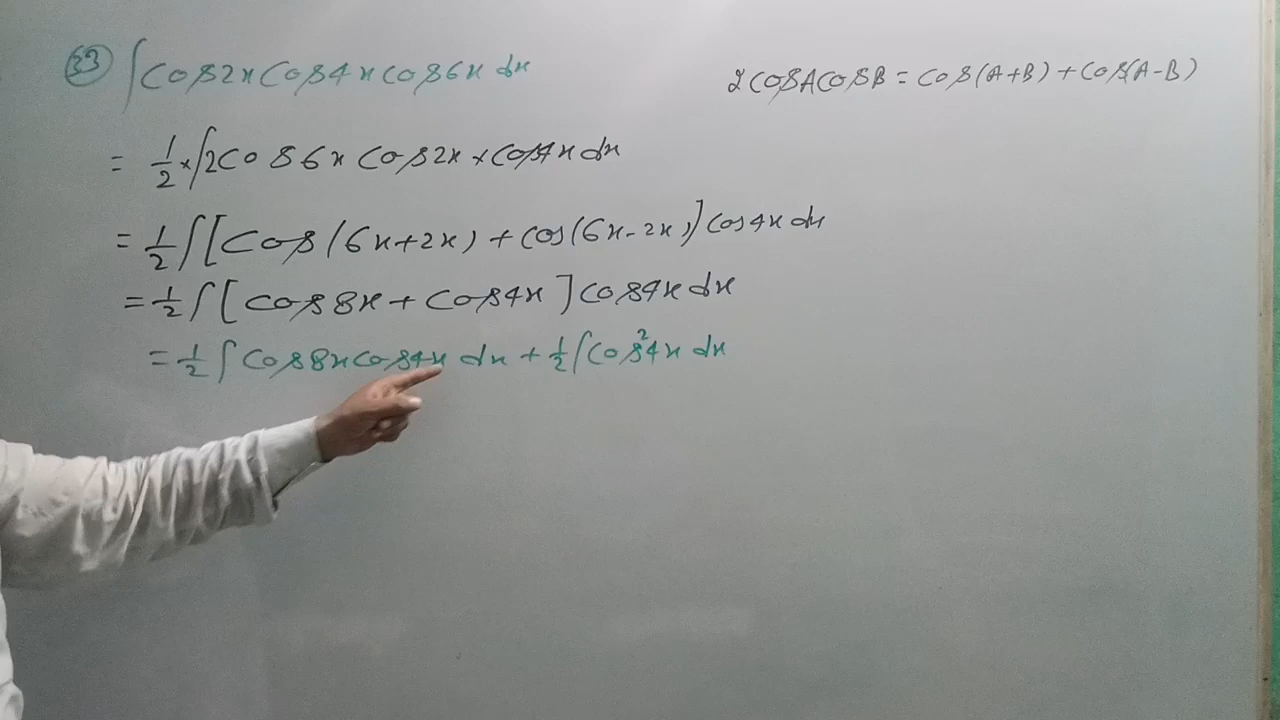 33 ∫cos2x cos4x cos6x dx
2cosAcosB = cos(A+B)+cos(A-B)
= 1/2 × ∫2cos6x cos2x × cos4x dx
= 1/2 ∫[cos(6x+2x) + cos(6x-2x)] cos4x dx
= 1/2 ∫[cos8x + cos4x] cos4x dx
= 1/2 ∫cos8x cos4x dx + 1/2 ∫cos²4x dx